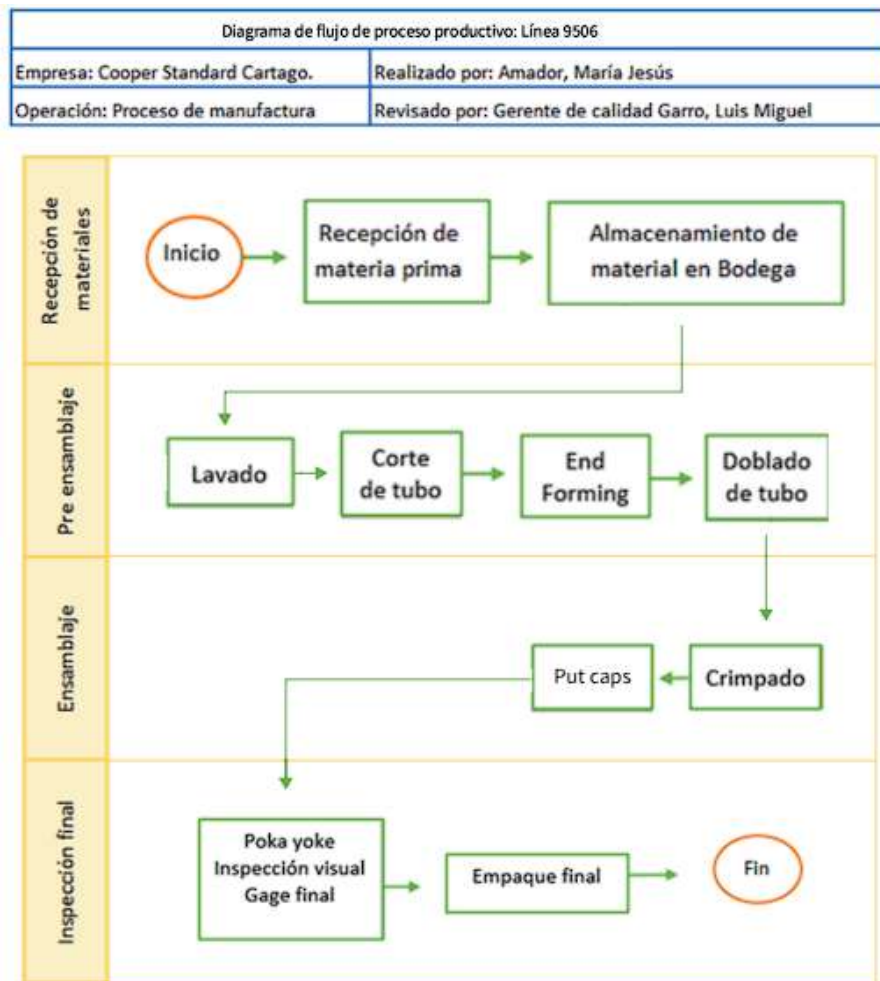 Diagrama de flujo de proceso productivo: Línea 9506
Empresa: Cooper Standard Cartago.
Realizado por: Amador, María Jesús
Operación: Proceso de manufactura
Revisado por: Gerente de calidad Garro, Luis Miguel
Recepción de
materiales
Inicio
Recepción de
materia prima
Almacenamiento de
material en Bodega
Pre ensamblaje
Lavado
Corte
de tubo
End
Forming
Doblado
de tubo
Ensamblaje
Put caps
Crimpado
Inspección final
Poka yoke
Inspección visual
Gage final
Empaque final
Fin